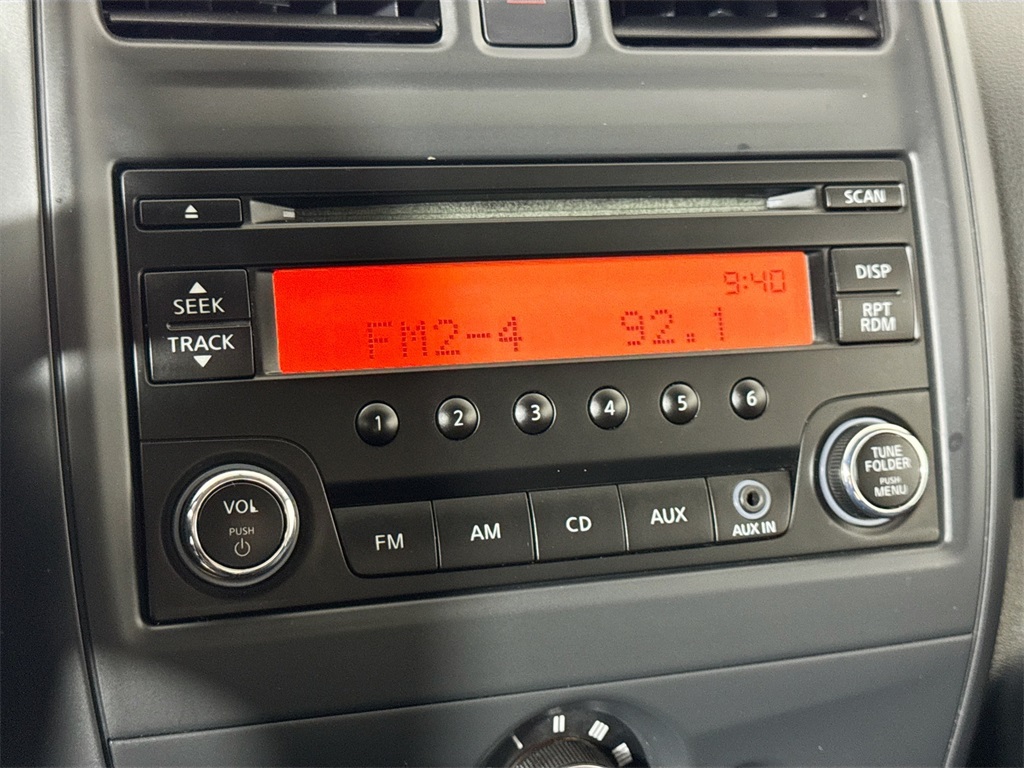 SCAN
SEEK
TRACK
9:40
FM2-4 92.1
DISP
RPT
RDM
1 2 3 4 5 6
VOL
PUSH
FM AM CD AUX
AUX IN
TUNE
FOLDER
PUSH:
MENU